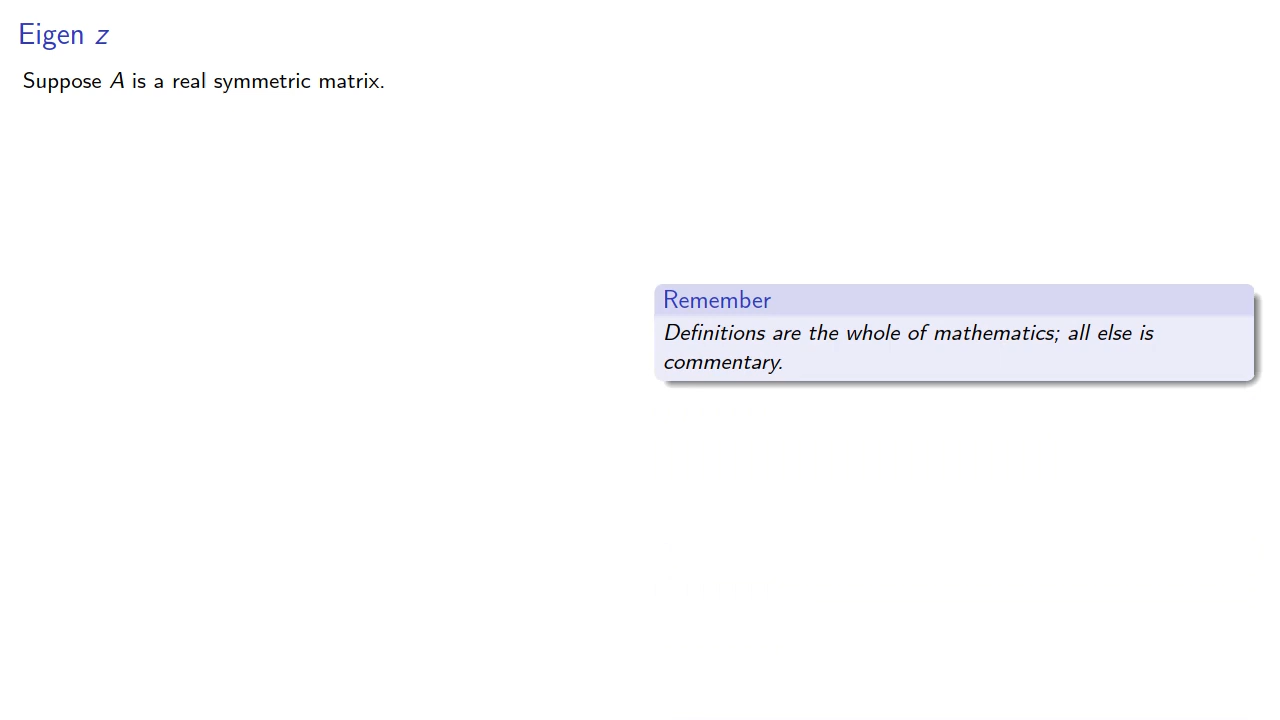 Eigen z
Suppose A is a real symmetric matrix.
Remember
Definitions are the whole of mathematics; all else is
commentary.